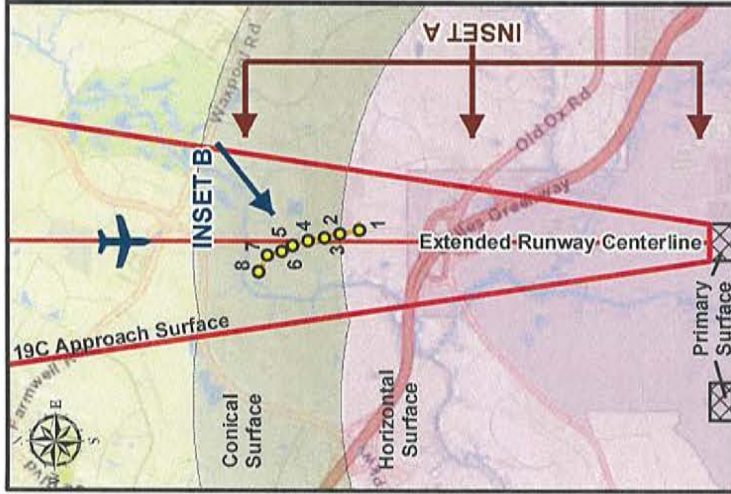 Farmwell
N
E
S
19C Approach Surface
Waxpool Rd
INSET B
8
7
5
6
4
2
3
1
Conical
Surface
INSET A
Old Ox Rd
Greenway
Horizontal
Surface
Extended Runway Centerline
Primary
Surface